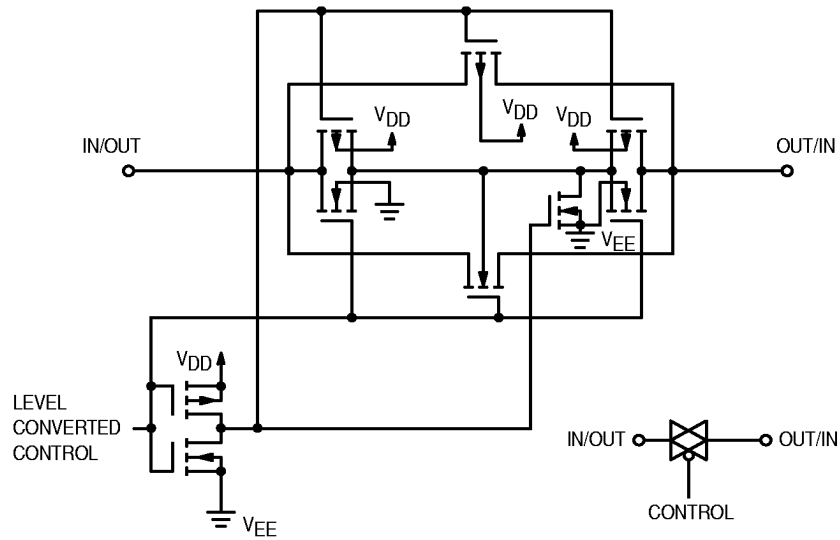 VDD
VDD
VDD
IN/OUT
OUT/IN
VEE
VDD
LEVEL
CONVERTED
CONTROL
VEE
IN/OUT
OUT/IN
CONTROL